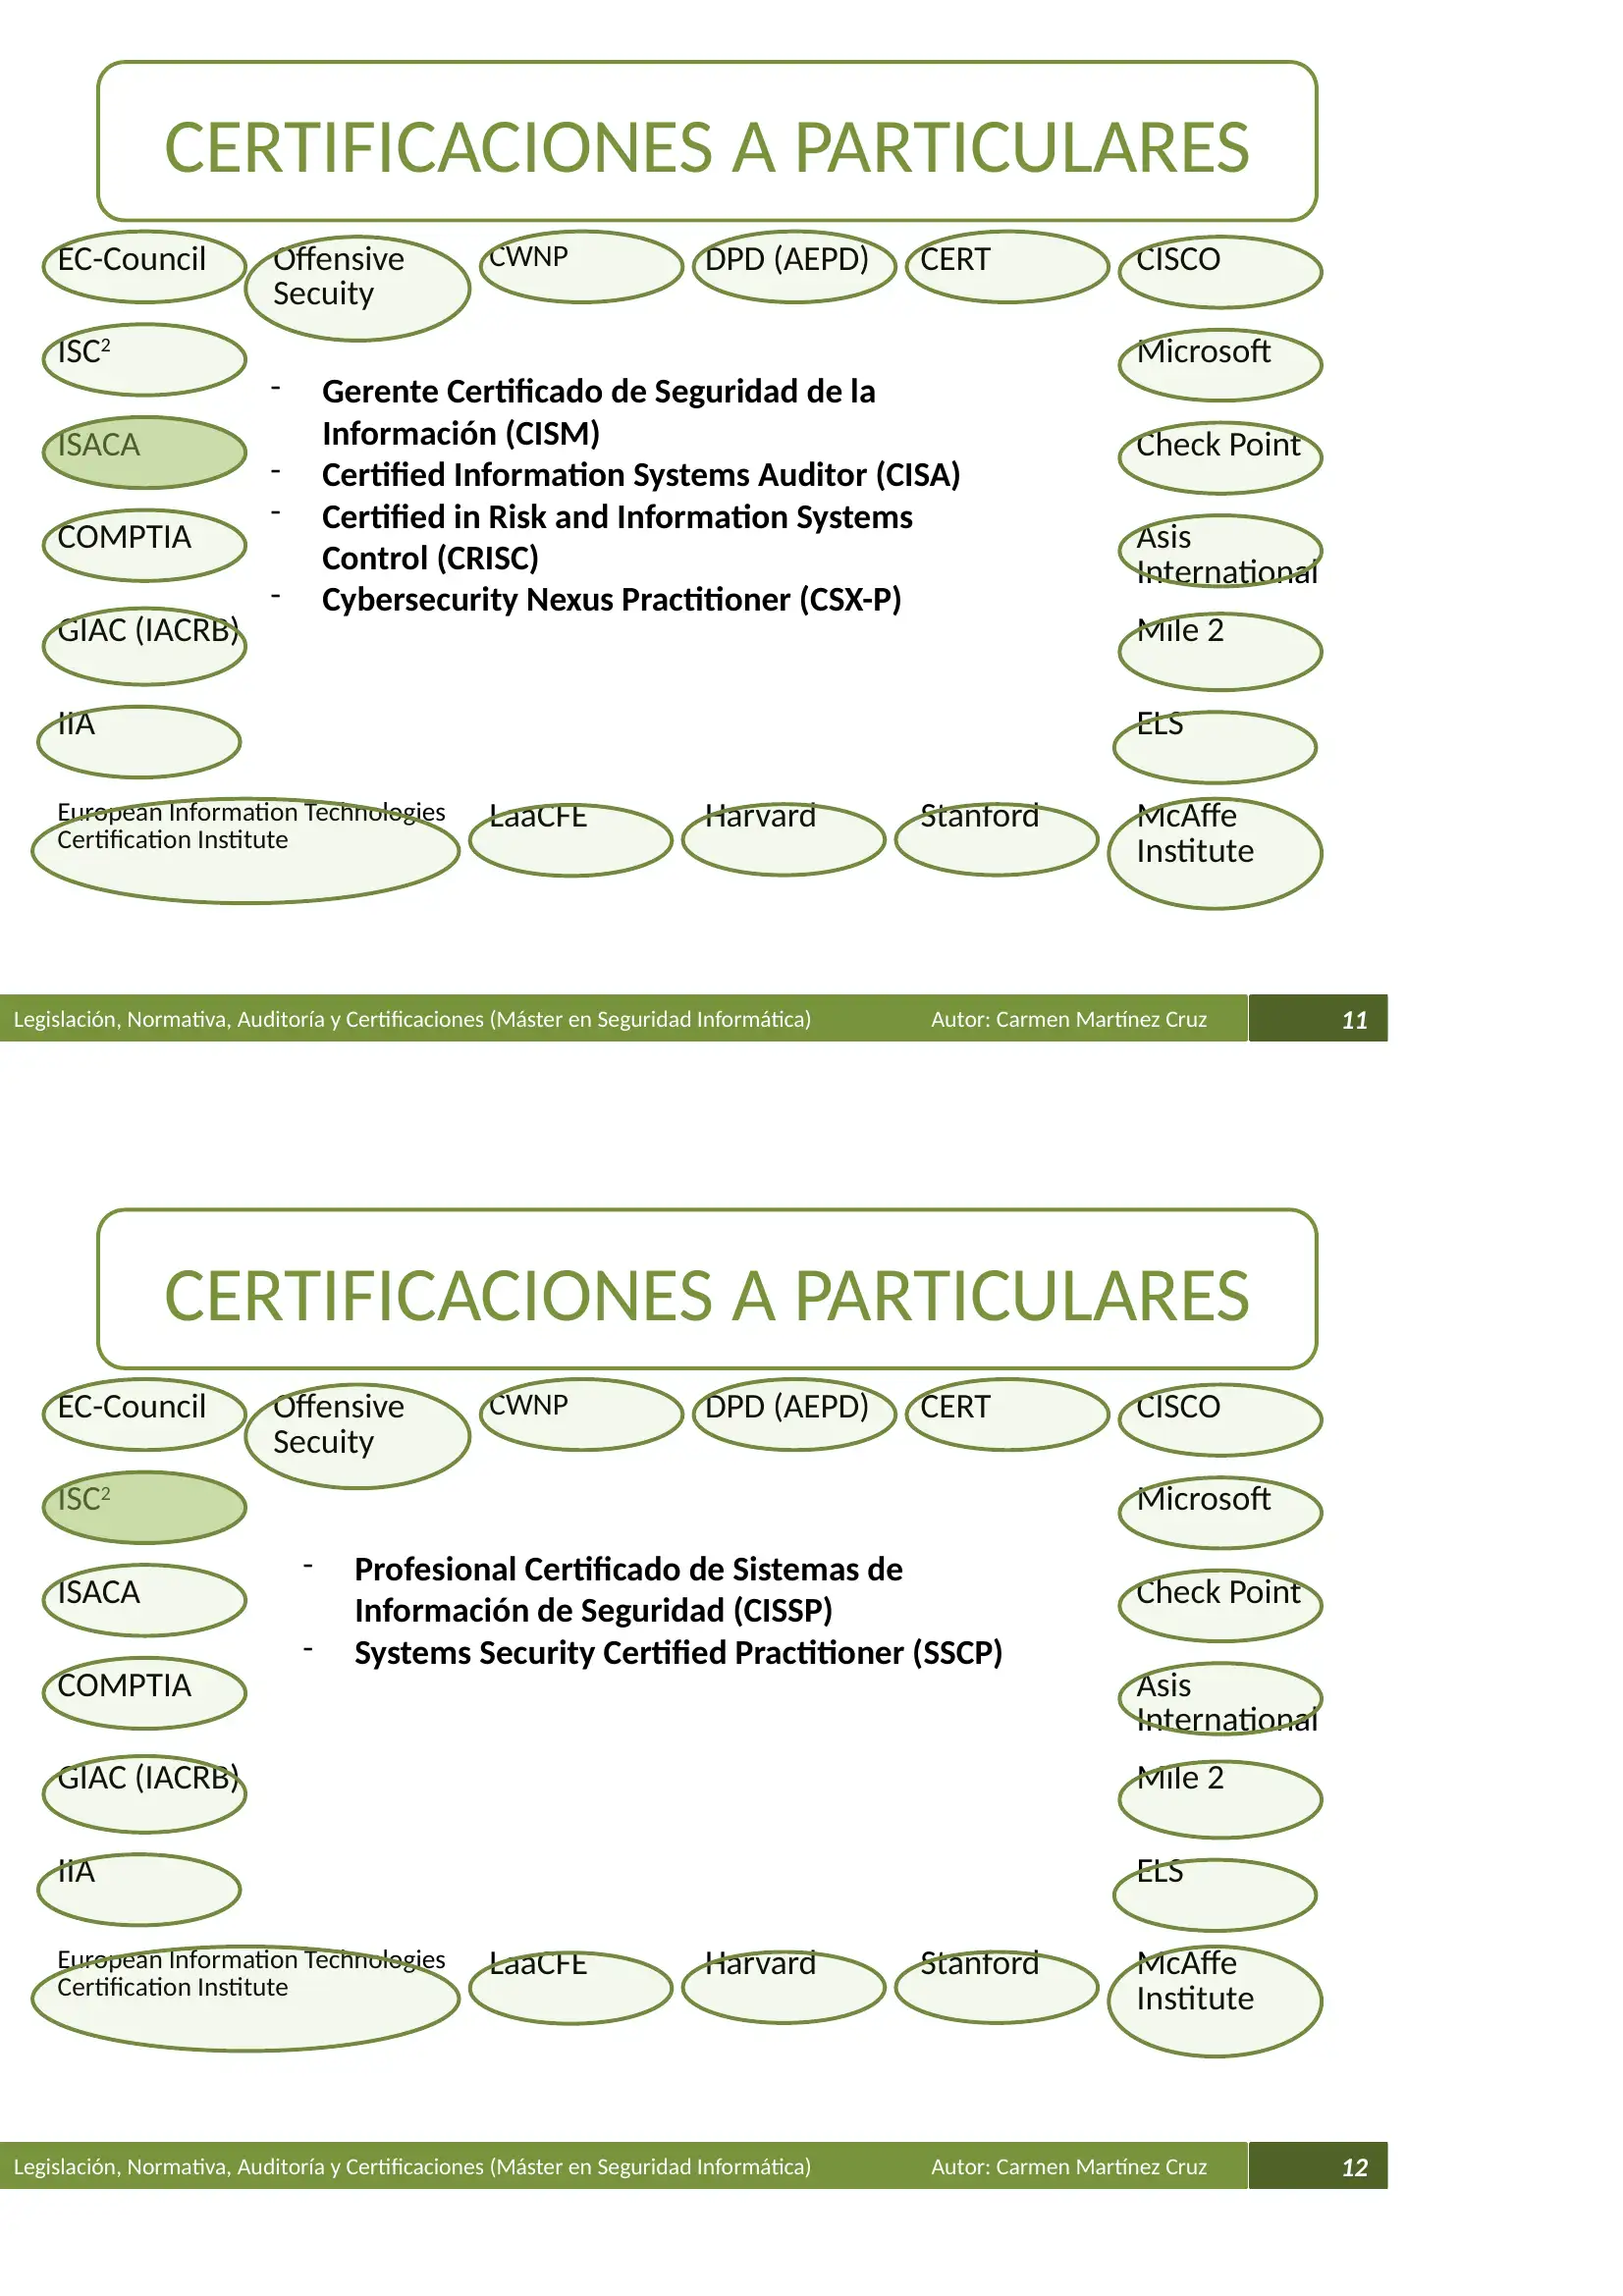 CERTIFICACIONES A PARTICULARES
EC-Council
Offensive
Secuity
CWNP
DPD (AEPD)
CERT
CISCO
ISC²
Microsoft
- Gerente Certificado de Seguridad de la
Información (CISM)
ISACA
Check Point
- Certified Information Systems Auditor (CISA)
- Certified in Risk and Information Systems
Control (CRISC)
COMPTIA
Asis
International
- Cybersecurity Nexus Practitioner (CSX-P)
GIAC (IACRB)
Mile 2
IIA
ELS
European Information Technologies
Certification Institute
LaaCFE
Harvard
Stanford
McAffe
Institute
Legislación, Normativa, Auditoría y Certificaciones (Máster en Seguridad Informática) Autor: Carmen Martínez Cruz 11
CERTIFICACIONES A PARTICULARES
EC-Council
Offensive
Secuity
CWNP
DPD (AEPD)
CERT
CISCO
ISC²
Microsoft
- Profesional Certificado de Sistemas de
Información de Seguridad (CISSP)
ISACA
Check Point
- Systems Security Certified Practitioner (SSCP)
COMPTIA
Asis
International
GIAC (IACRB)
Mile 2
IIA
ELS
European Information Technologies
Certification Institute
LaaCFE
Harvard
Stanford
McAffe
Institute
Legislación, Normativa, Auditoría y Certificaciones (Máster en Seguridad Informática) Autor: Carmen Martínez Cruz 12